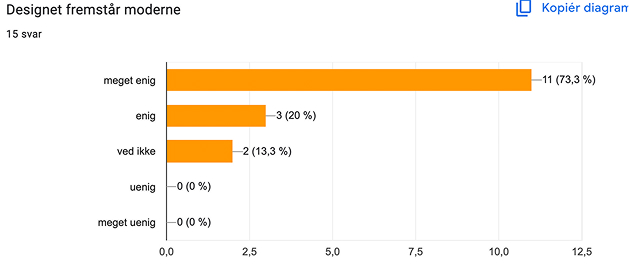 Designet fremstår moderne
Kopiér diagram
15 svar
meget enig
11 (73,3 %)
enig
3 (20 %)
ved ikke
2 (13,3 %)
uenig
0 (0 %)
meget uenig
0 (0 %)
0,0 2,5 5,0 7,5 10,0 12,5